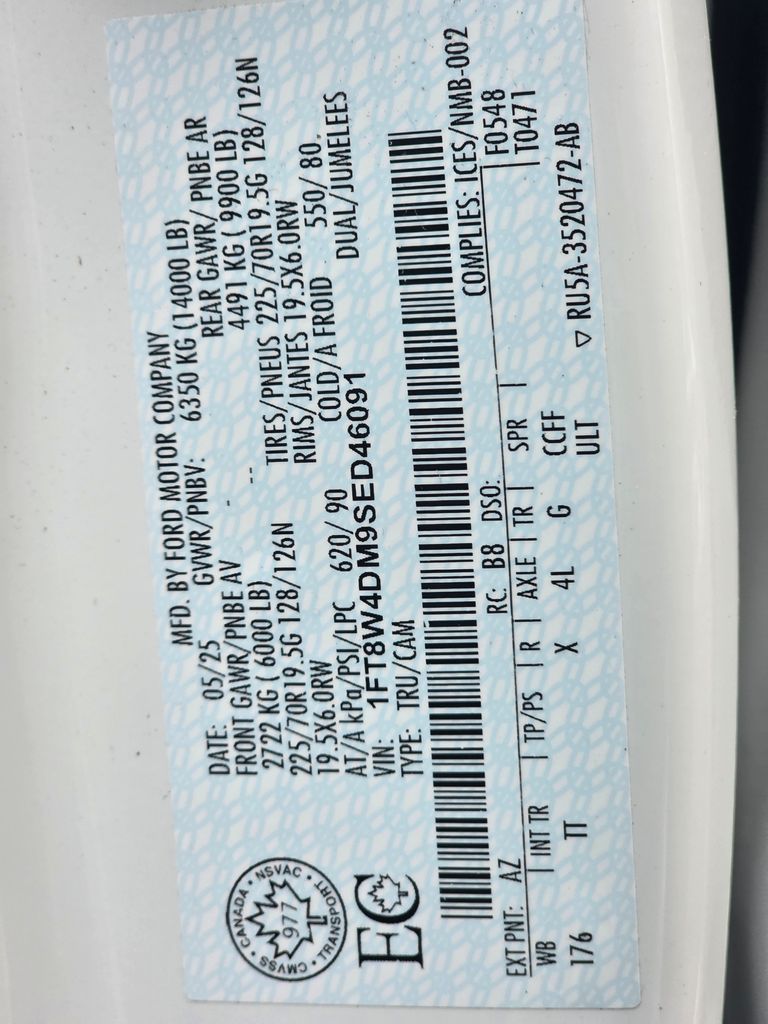 MFD. BY FORD MOTOR COMPANY
DATE: 05/25 GVWR/PNBV: 6350 KG (14000 LB)
FRONT GAWR/PNBE AV REAR GAWR/ PNBE AR
2722 KG ( 6000 LB) - -- 4491 KG ( 9900 LB)
225/70R19.5G 128/126N TIRES/PNEUS 225/70R19.5G 128/126N
19.5X6.0RW RIMS/JANTES 19.5X6.0RW
AT/A kPa/PSI/LPC 620/ 90 COLD/A FROID 550/ 80
VIN: 1FT8W4DM9SED46091 DUAL/JUMELEES
TYPE: TRU/CAM
CANADA • NSVAC • TRANSPORT • CMVSS •
977
EC
COMPLIES: ICES/NMB-002
EXT PNT: AZ RC: B8 DSO: F0548
WB INT TR TP/PS R AXLE TR SPR T0471
176 TT X 4L G CCFF
ULT ▽ RU5A-3520472-AB